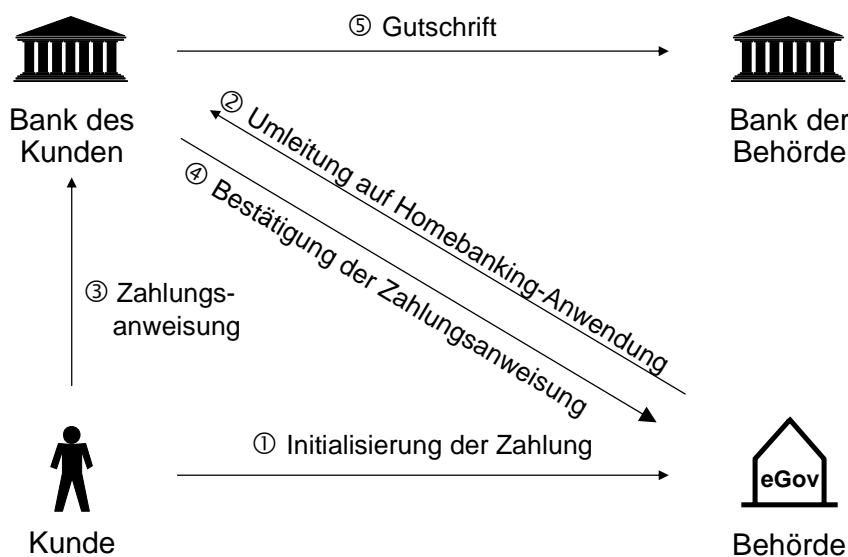 ⑤ Gutschrift
Bank des
Kunden
Bank der
Behörde
② Umleitung auf Homebanking-Anwendung
④ Bestätigung der Zahlungsanweisung
③ Zahlungs-
anweisung
① Initialisierung der Zahlung
eGov
Kunde
Behörde